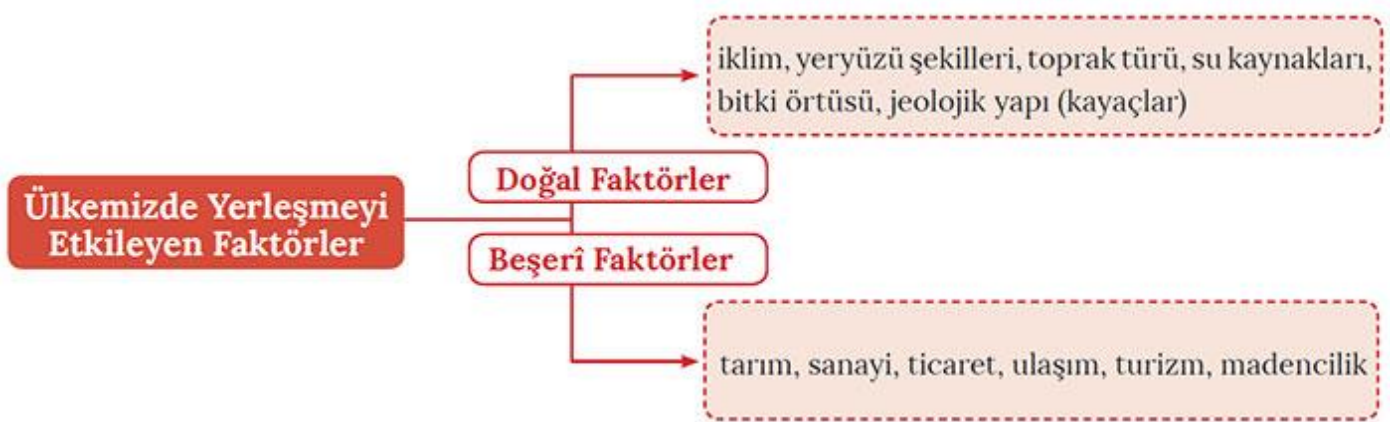 Ülkemizde Yerleşmeyi
Etkileyen Faktörler
Doğal Faktörler
iklim, yeryüzü şekilleri, toprak türü, su kaynakları,
bitki örtüsü, jeolojik yapı (kayaçlar)
Beşerî Faktörler
tarım, sanayi, ticaret, ulaşım, turizm, madencilik